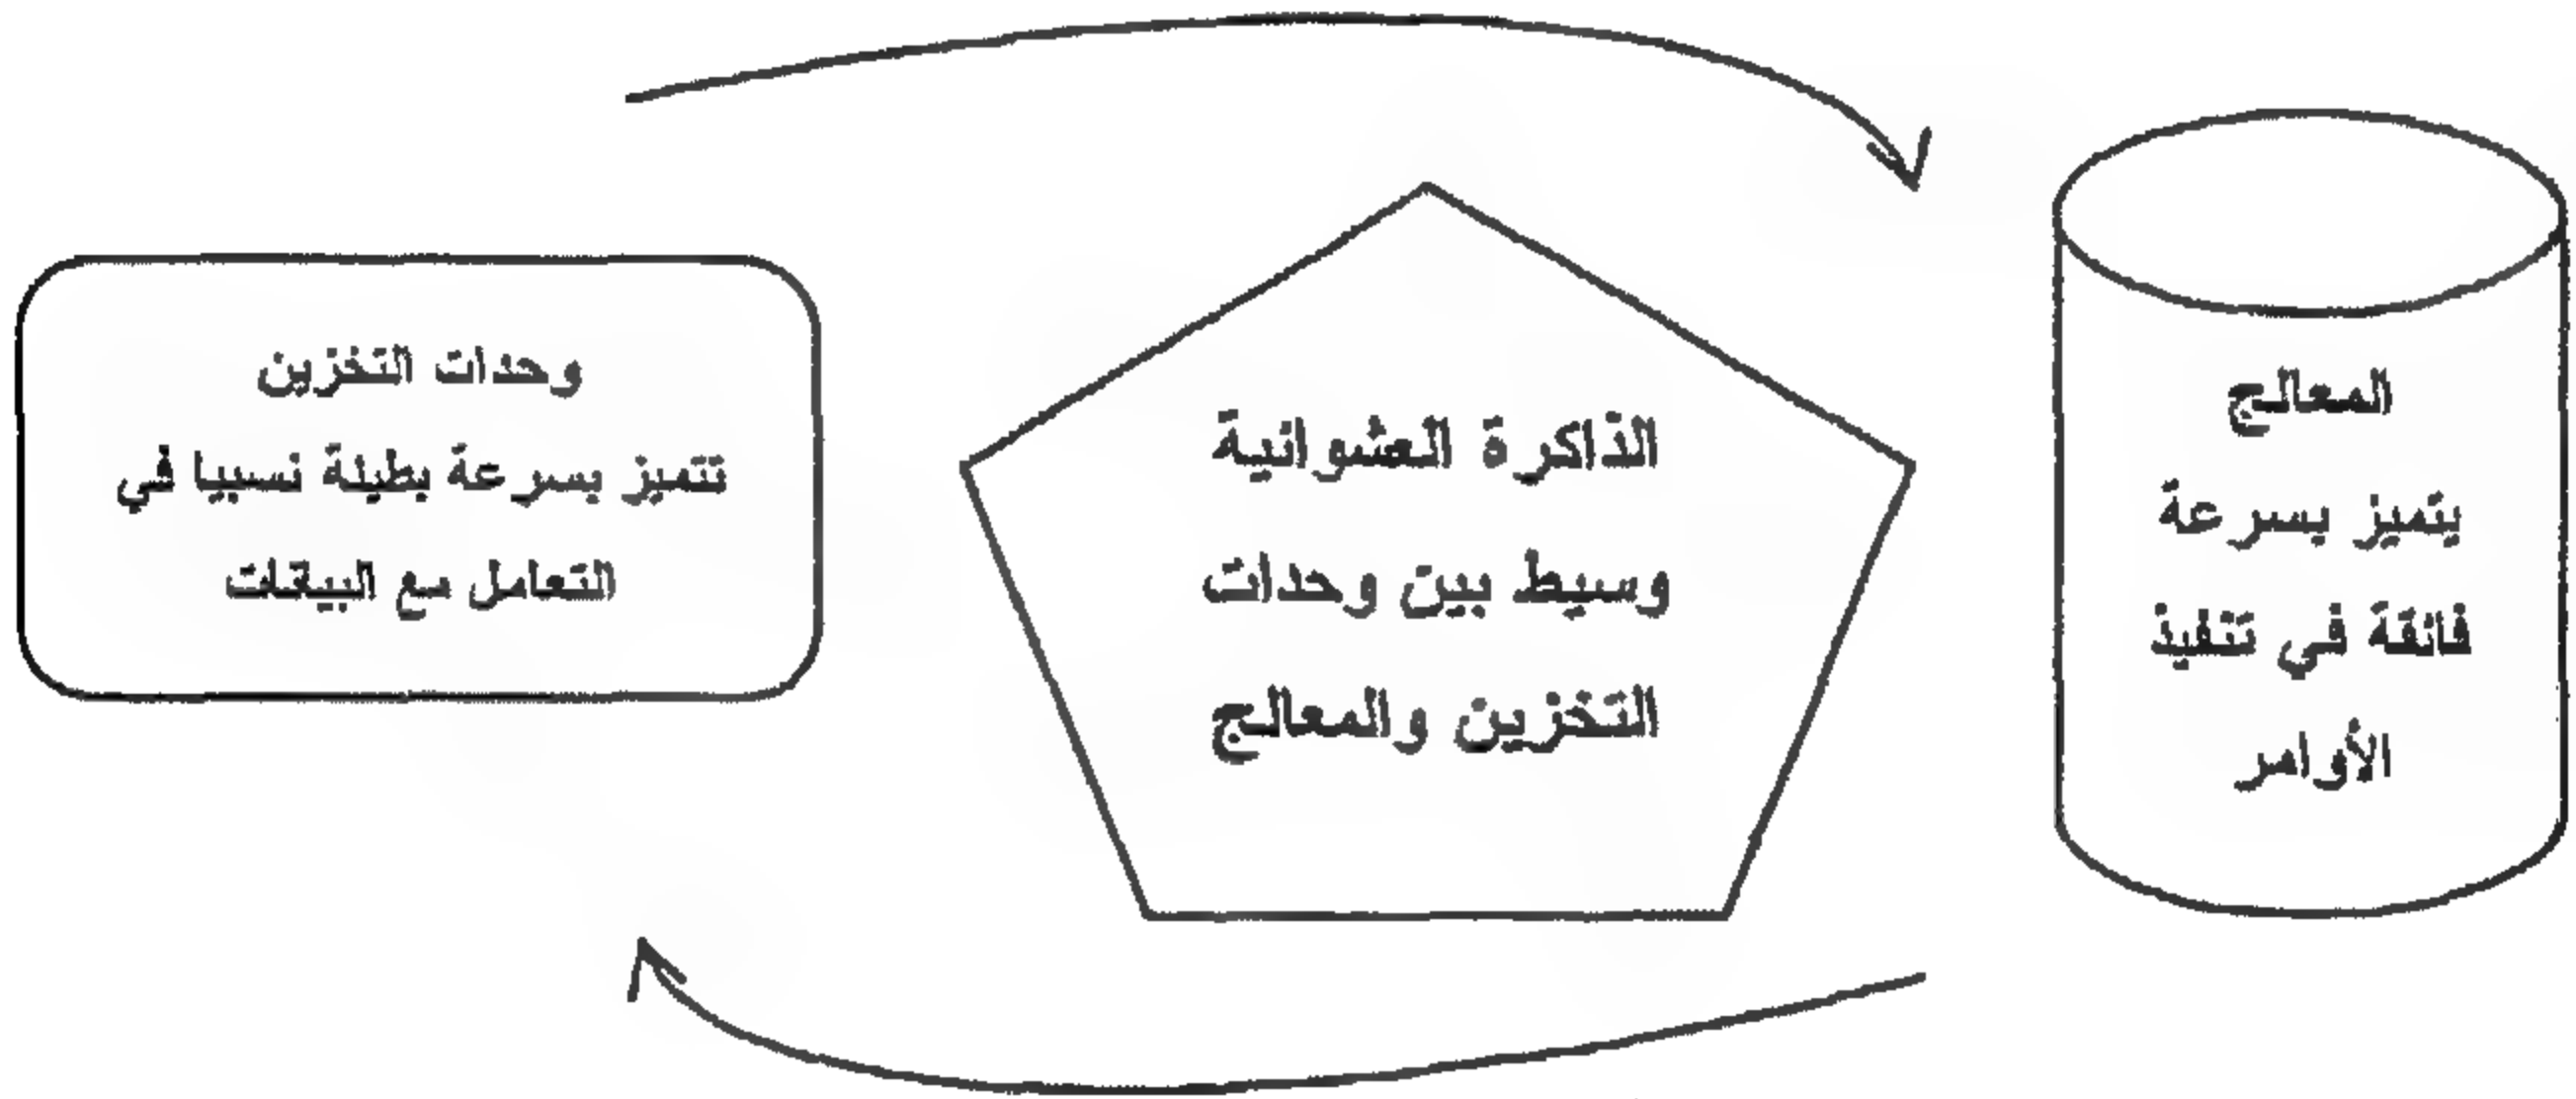 المعالج
يتميز بسرعة
فائقة في تنفيذ
الأوامر
الذاكرة العشوائية
وسيط بين وحدات
التخزين والمعالج
وحدات التخزين
تتميز بسرعة بطيئة نسبيا في
التعامل مع البيانات